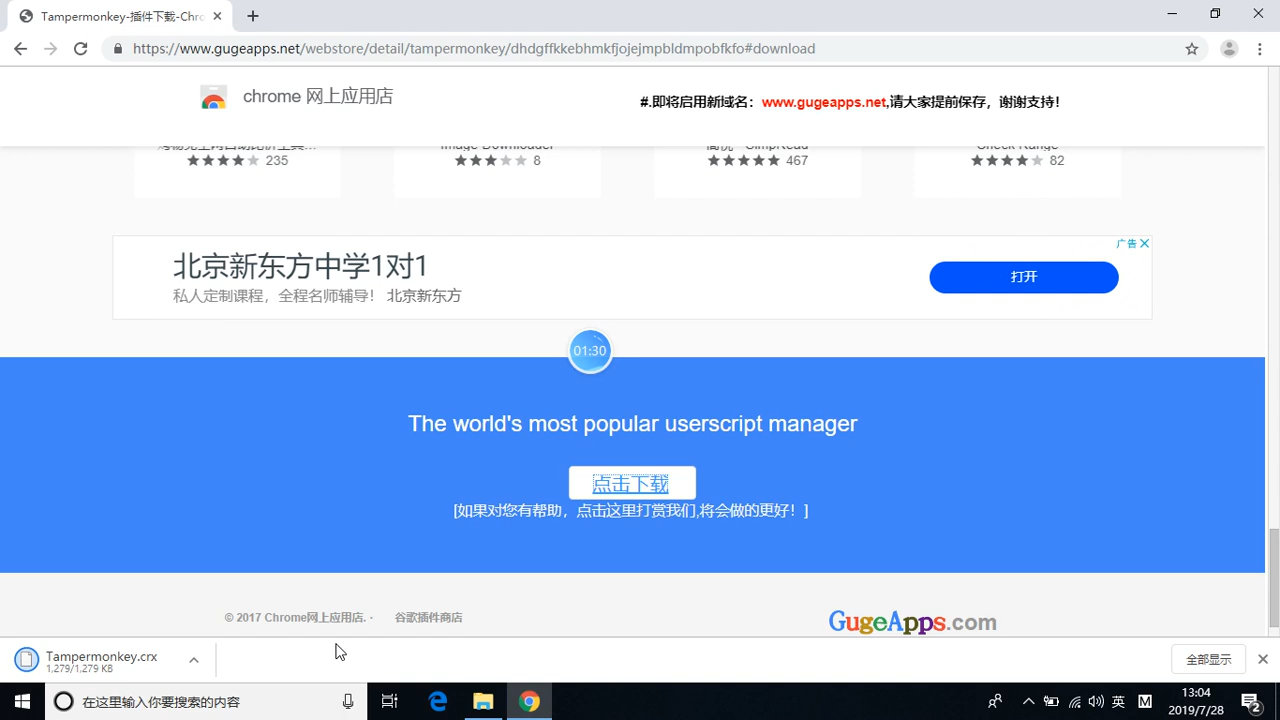 Tampermonkey-插件下载-Chro
https://www.gugeapps.net/webstore/detail/tampermonkey/dhdgffkkebhmkfjojejmpbldmpobfkfo#download
chrome 网上应用店
#.即将启用新域名：www.gugeapps.net,请大家提前保存，谢谢支持！
Image Downloader
简悦 - SimpRead
Check Range
235
8
467
82
广告
北京新东方中学1对1
私人定制课程，全程名师辅导！ 北京新东方
打开
01:30
The world's most popular userscript manager
点击下载
[如果对您有帮助，点击这里打赏我们,将会做的更好！]
© 2017 Chrome网上应用店. · 谷歌插件商店
GugeApps.com
Tampermonkey.crx
1,279/1,279 KB
全部显示
在这里输入你要搜索的内容
英
M
13:04
2019/7/28
2